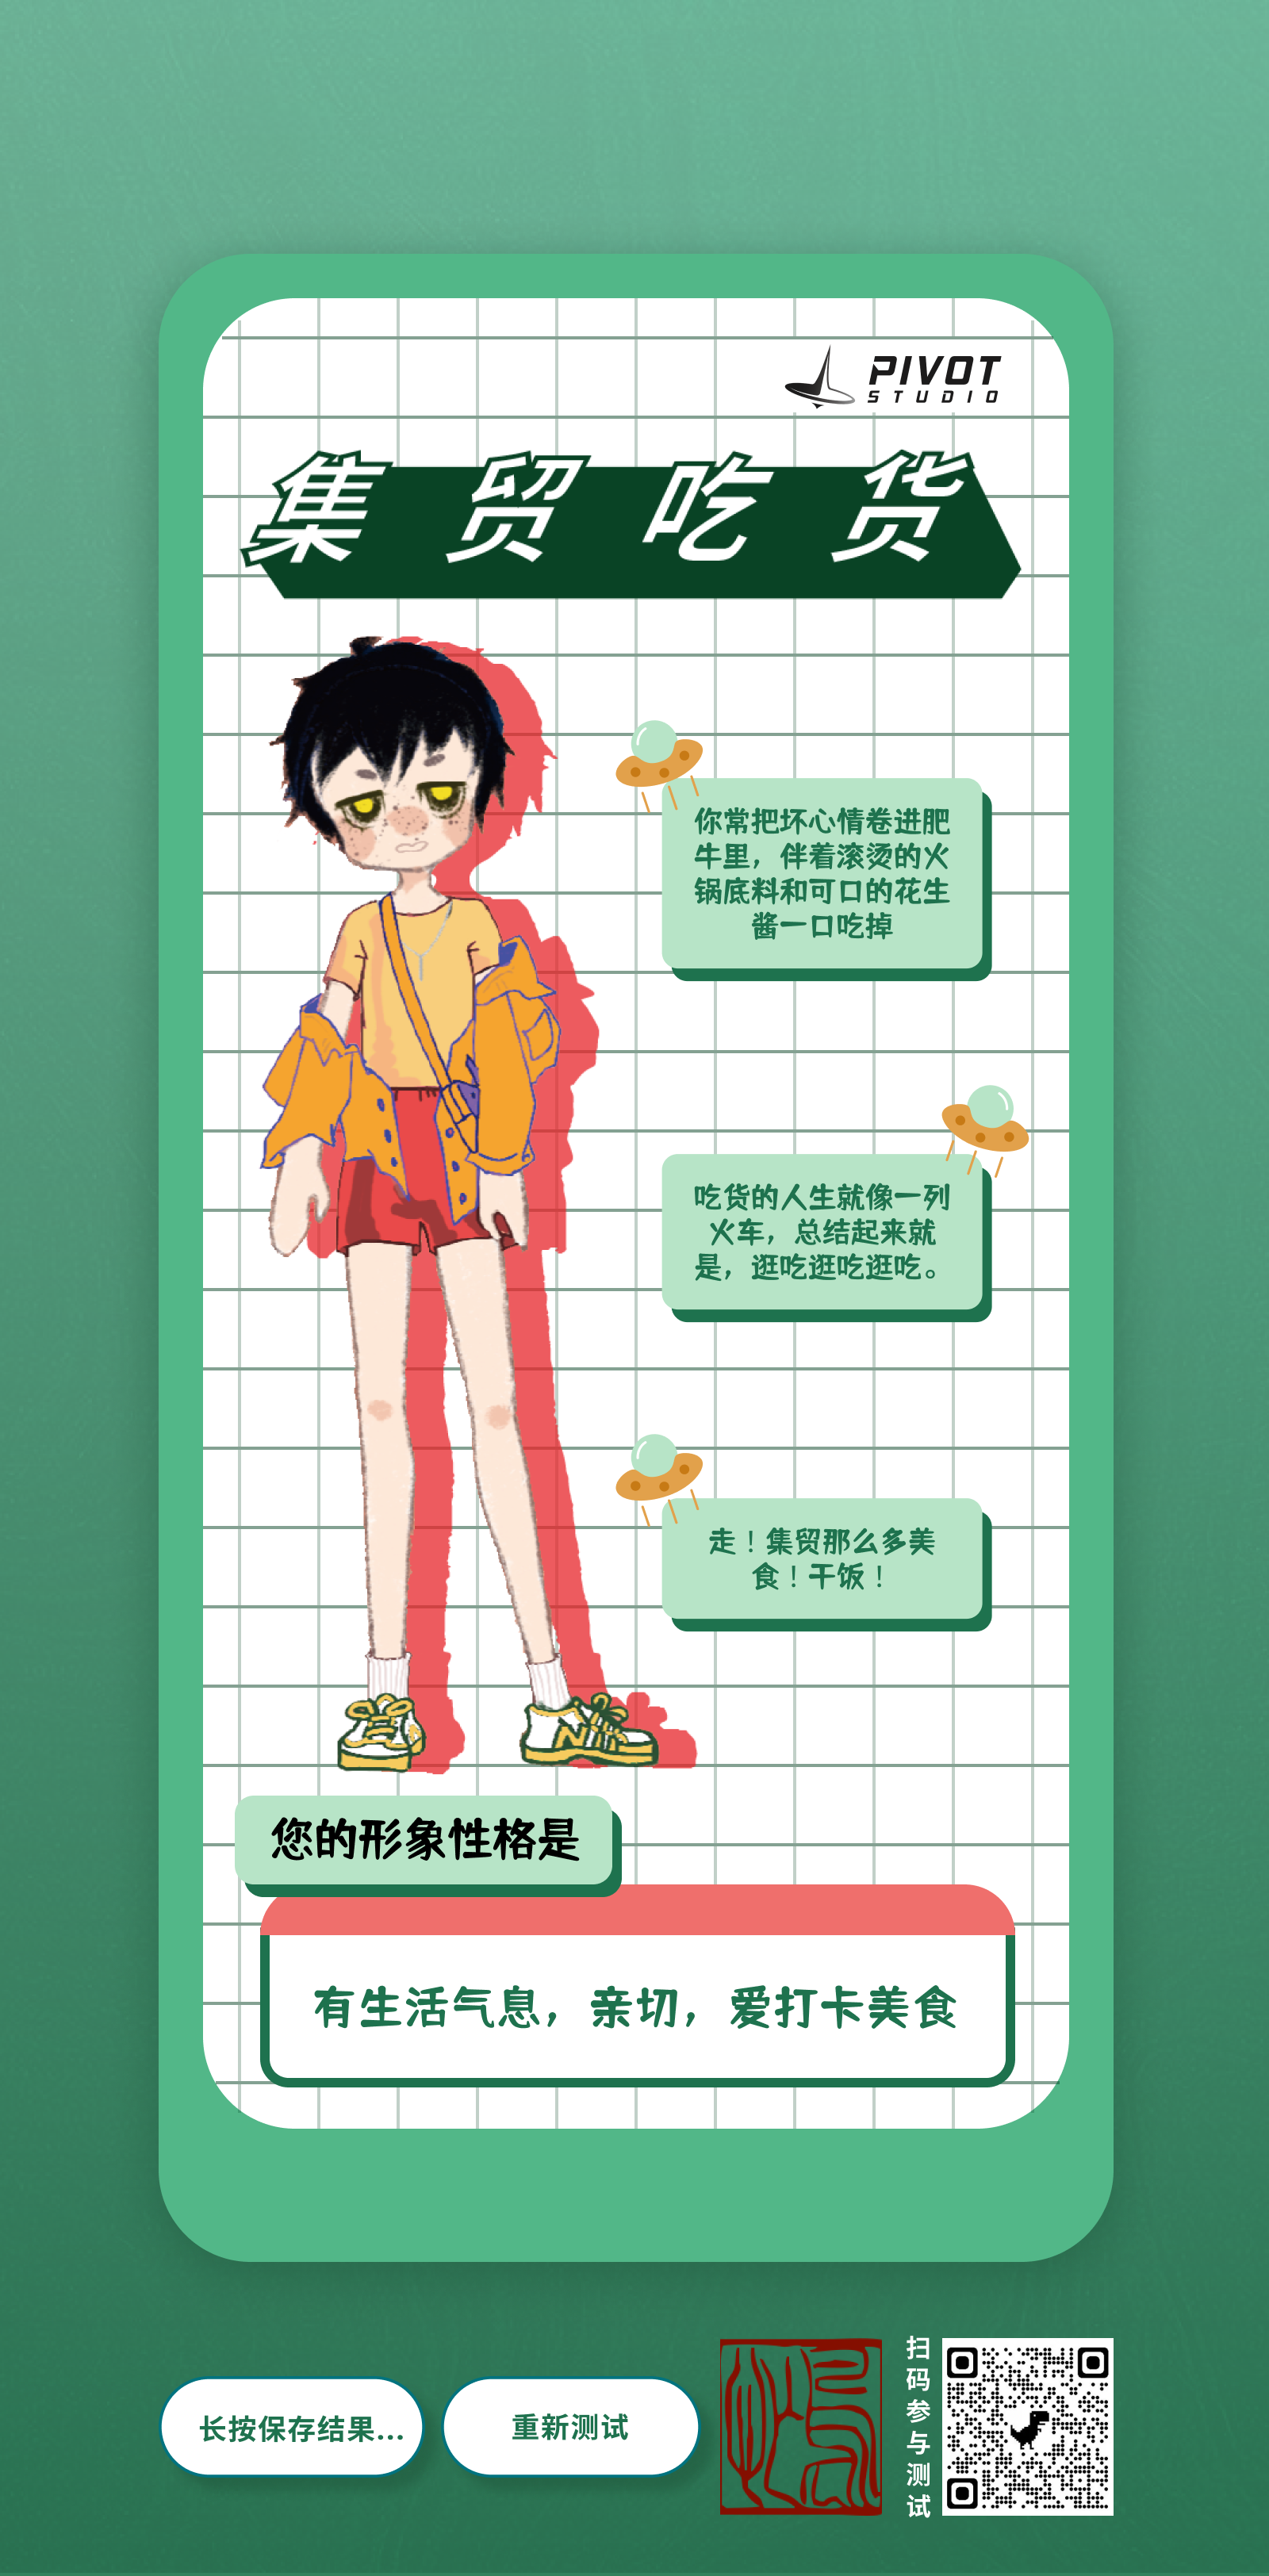 PIVOT
STUDIO
集贸吃货
你常把坏心情卷进肥
牛里，伴着滚烫的火
锅底料和可口的花生
酱一口吃掉
吃货的人生就像一列
火车，总结起来就
是，逛吃逛吃逛吃。
走！集贸那么多美
食！干饭！
您的形象性格是
有生活气息，亲切，爱打卡美食
长按保存结果...
重新测试
扫码参与测试